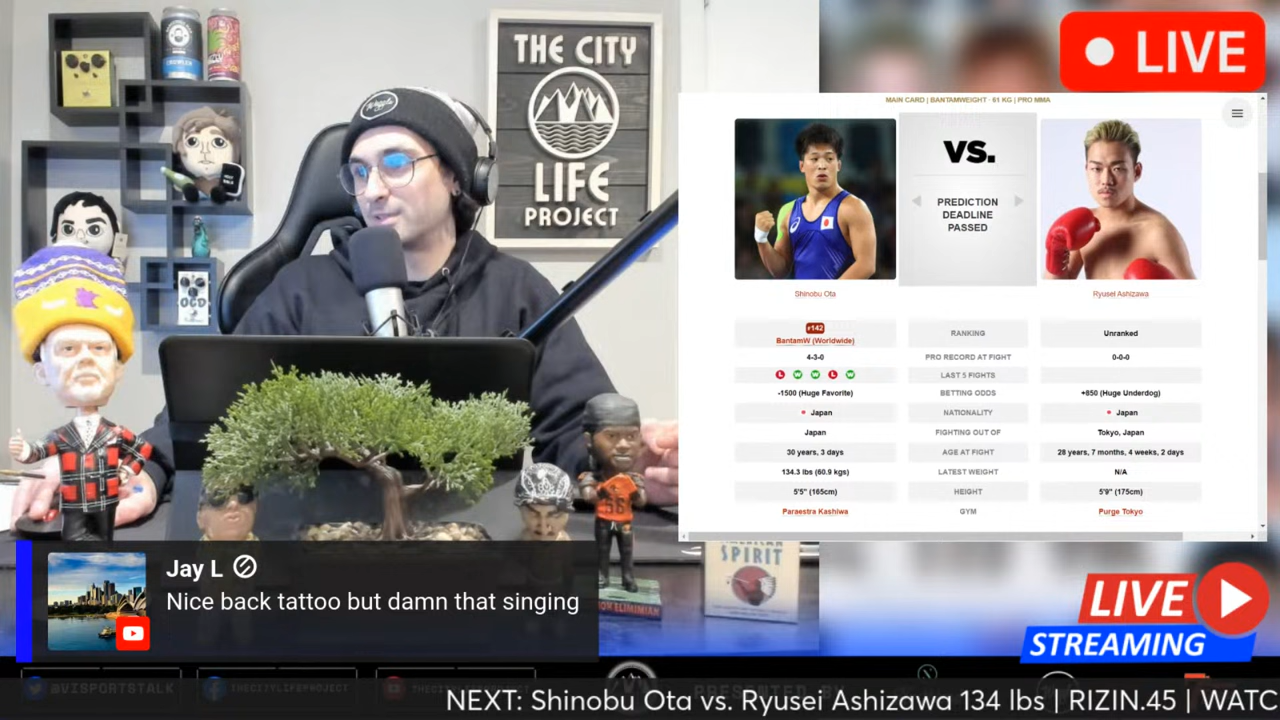 THE CITY
LIFE
PROJECT
OCD
LIVE
MAIN CARD | BANTAMWEIGHT · 61 KG | PRO MMA
VS.
PREDICTION
DEADLINE
PASSED
Shinobu Ota
Ryusei Ashizawa
#142
BantamW (Worldwide)
RANKING
Unranked
4-3-0
PRO RECORD AT FIGHT
0-0-0
L W W L W
LAST 5 FIGHTS
-1500 (Huge Favorite)
BETTING ODDS
+850 (Huge Underdog)
Japan
NATIONALITY
Japan
Japan
FIGHTING OUT OF
Tokyo, Japan
30 years, 3 days
AGE AT FIGHT
28 years, 7 months, 4 weeks, 2 days
134.3 lbs (60.9 kgs)
LATEST WEIGHT
N/A
5'5" (165cm)
HEIGHT
5'9" (175cm)
Paraestra Kashiwa
GYM
Purge Tokyo
SPIRIT
Jay L
Nice back tattoo but damn that singing
LIVE
STREAMING
@VISPORTSTALK
THECITYLIFEPROJECT
NEXT: Shinobu Ota vs. Ryusei Ashizawa 134 lbs | RIZIN.45 | WATC